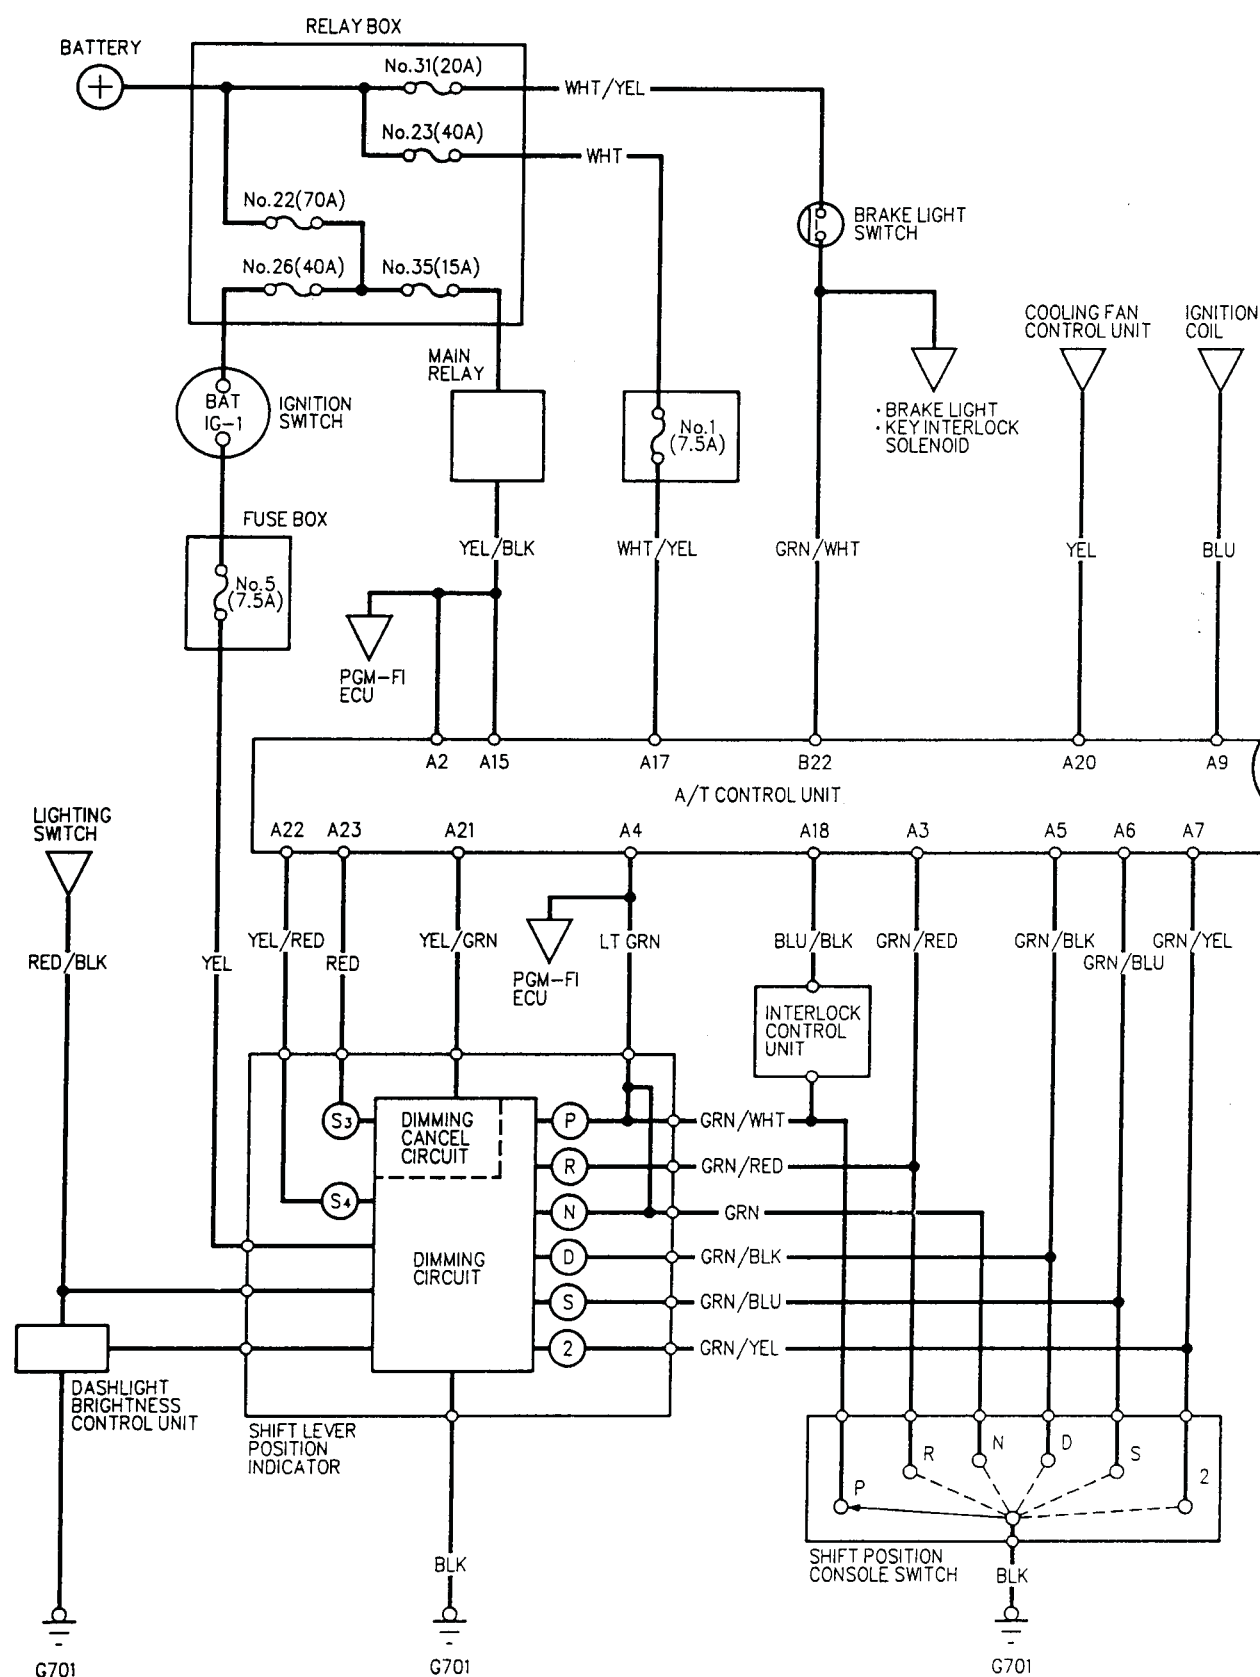 RELAY BOX
BATTERY
No.31(20A)
WHT/YEL
No.23(40A)
WHT
No.22(70A)
BRAKE LIGHT
SWITCH
No.26(40A)
No.35(15A)
COOLING FAN
CONTROL UNIT
IGNITION
COIL
MAIN
RELAY
BAT
IG-1
IGNITION
SWITCH
No.1
(7.5A)
· BRAKE LIGHT
· KEY INTERLOCK
SOLENOID
FUSE BOX
YEL/BLK
WHT/YEL
GRN/WHT
YEL
BLU
No.5
(7.5A)
PGM-FI
ECU
A2
A15
A17
B22
A20
A9
A/T CONTROL UNIT
LIGHTING
SWITCH
A22
A23
A21
A4
A18
A3
A5
A6
A7
YEL/RED
YEL/GRN
LT GRN
BLU/BLK
GRN/RED
GRN/BLK
GRN/YEL
RED/BLK
YEL
RED
GRN/BLU
PGM-FI
ECU
INTERLOCK
CONTROL
UNIT
S3
DIMMING
CANCEL
CIRCUIT
P
GRN/WHT
R
GRN/RED
S4
N
GRN
DIMMING
CIRCUIT
D
GRN/BLK
S
GRN/BLU
2
GRN/YEL
DASHLIGHT
BRIGHTNESS
CONTROL UNIT
SHIFT LEVER
POSITION
INDICATOR
P
R
N
D
S
2
SHIFT POSITION
CONSOLE SWITCH
BLK
BLK
G701
G701
G701